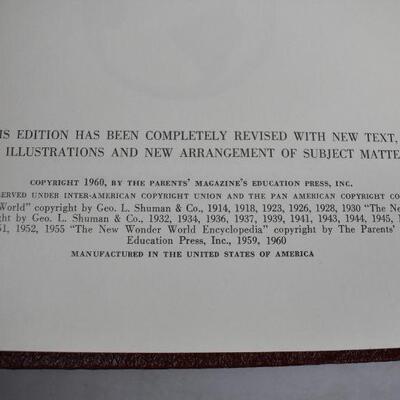 IS EDITION HAS BEEN COMPLETELY REVISED WITH NEW TEXT,
ILLUSTRATIONS AND NEW ARRANGEMENT OF SUBJECT MATTE
COPYRIGHT 1960, BY THE PARENTS' MAGAZINE'S EDUCATION PRESS, INC.
SERVED UNDER INTER-AMERICAN COPYRIGHT UNION AND THE PAN AMERICAN COPYRIGHT CO
World" copyright by Geo. L. Shuman & Co., 1914, 1918, 1923, 1926, 1928, 1930 "The Ne
ght by Geo. L. Shuman & Co., 1932, 1934, 1936, 1937, 1939, 1941, 1943, 1944, 1945, 1
51, 1952, 1955 "The New Wonder World Encyclopedia" copyright by The Parents'
Education Press, Inc., 1959, 1960
MANUFACTURED IN THE UNITED STATES OF AMERICA